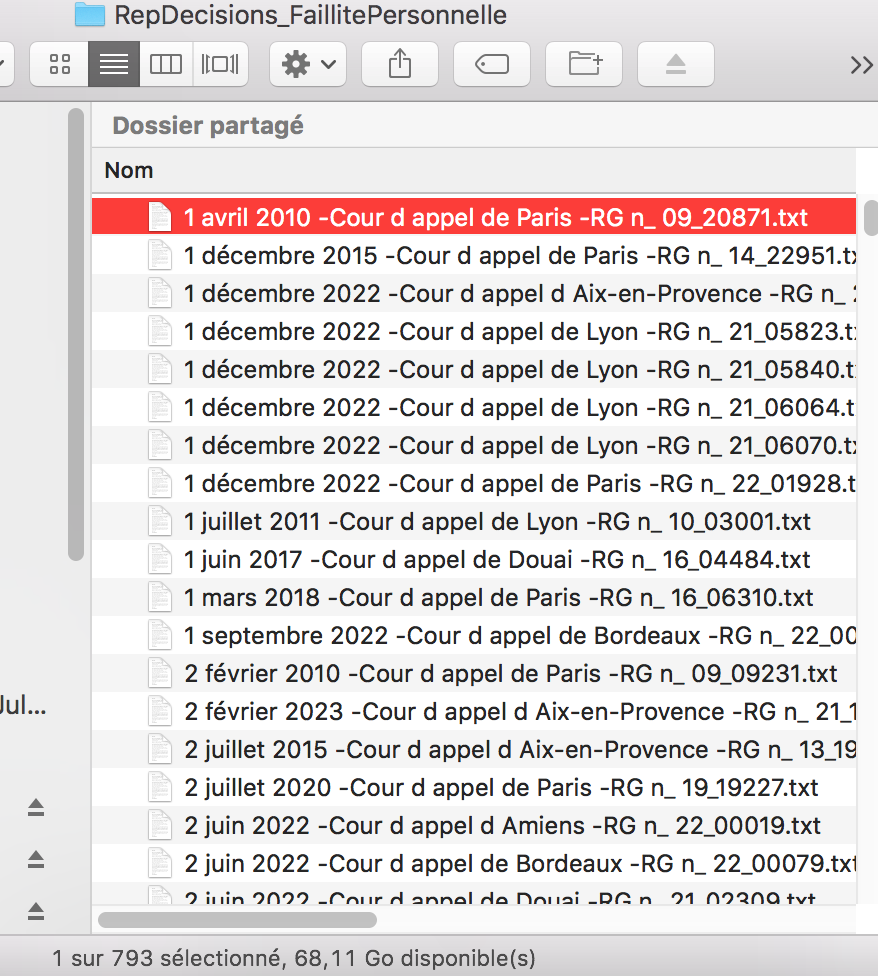 RepDecisions_FaillitePersonnelle
Dossier partagé
Nom
1 avril 2010 -Cour d appel de Paris -RG n_ 09_20871.txt
1 décembre 2015 -Cour d appel de Paris -RG n_ 14_22951.tx
1 décembre 2022 -Cour d appel d Aix-en-Provence -RG n_ 2
1 décembre 2022 -Cour d appel de Lyon -RG n_ 21_05823.tx
1 décembre 2022 -Cour d appel de Lyon -RG n_ 21_05840.t
1 décembre 2022 -Cour d appel de Lyon -RG n_ 21_06064.t
1 décembre 2022 -Cour d appel de Lyon -RG n_ 21_06070.tx
1 décembre 2022 -Cour d appel de Paris -RG n_ 22_01928.t
1 juillet 2011 -Cour d appel de Lyon -RG n_ 10_03001.txt
1 juin 2017 -Cour d appel de Douai -RG n_ 16_04484.txt
1 mars 2018 -Cour d appel de Paris -RG n_ 16_06310.txt
1 septembre 2022 -Cour d appel de Bordeaux -RG n_ 22_00
2 février 2010 -Cour d appel de Paris -RG n_ 09_09231.txt
2 février 2023 -Cour d appel d Aix-en-Provence -RG n_ 21_1
2 juillet 2015 -Cour d appel d Aix-en-Provence -RG n_ 13_19
2 juillet 2020 -Cour d appel de Paris -RG n_ 19_19227.txt
2 juin 2022 -Cour d appel d Amiens -RG n_ 22_00019.txt
2 juin 2022 -Cour d appel de Bordeaux -RG n_ 22_00079.txt
2 juin 2022 -Cour d appel de Douai -RG n_ 21_02309.txt
Jul...
1 sur 793 sélectionné, 68,11 Go disponible(s)